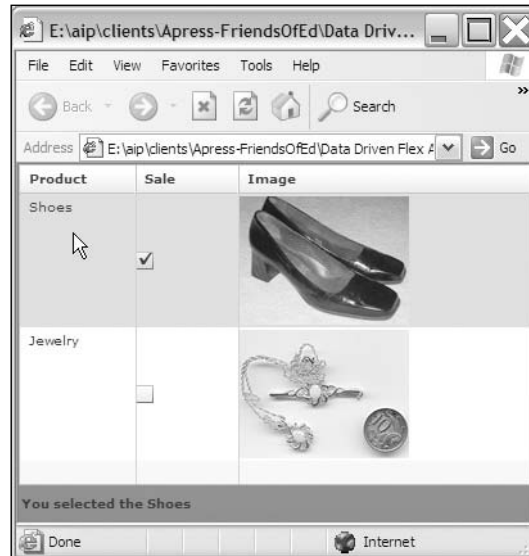 E:\aip\clients\Apress-FriendsOfEd\Data Driv...
File Edit View Favorites Tools Help
Back Search
»
Address E:\aip\clients\Apress-FriendsOfEd\Data Driven Flex A Go
Product Sale Image
Shoes
Jewelry
10
You selected the Shoes
Done Internet